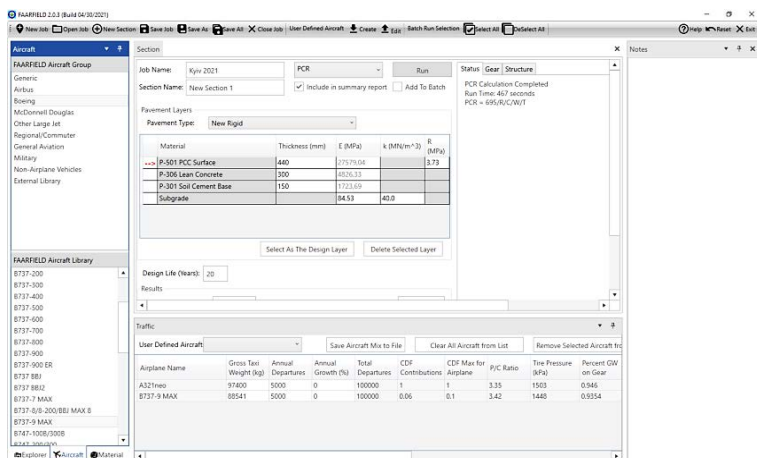 FAARFIELD 2.0.3 (Build 04/30/2021)
New Job Open Job New Section Save Job Save As Save All Close Job User Defined Aircraft Create Edit Batch Run Selection Select All DeSelect All Help Reset Exit
Aircraft
FAARFIELD Aircraft Group
Generic
Airbus
Boeing
McDonnell Douglas
Other Large Jet
Regional/Commuter
General Aviation
Military
Non-Airplane Vehicles
External Library
FAARFIELD Aircraft Library
B737-200
B737-300
B737-400
B737-500
B737-600
B737-700
B737-800
B737-900
B737-900 ER
B737 BBJ
B737 BBJ2
B737-7 MAX
B737-8/8-200/BBJ MAX 8
B737-9 MAX
B747-100B/300B
B747-200/300
Explorer Aircraft Material
Section
Job Name: Kyiv 2021 PCR Run
Section Name: New Section 1 Include in summary report Add To Batch
Pavement Layers
Pavement Type: New Rigid
Material Thickness (mm) E (MPa) k (MN/m^3) R (MPa)
--> P-501 PCC Surface 440 27579,04 3.73
P-306 Lean Concrete 300 4826,33
P-301 Soil Cement Base 150 1723,69
Subgrade 84.53 40.0
Select As The Design Layer Delete Selected Layer
Design Life (Years): 20
Results
Status Gear Structure
PCR Calculation Completed
Run Time: 467 seconds
PCR = 695/R/C/W/T
Notes
Traffic
User Defined Aircraft Save Aircraft Mix to File Clear All Aircraft from List Remove Selected Aircraft fro
Airplane Name Gross Taxi Weight (kg) Annual Departures Annual Growth (%) Total Departures CDF Contributions CDF Max for Airplane P/C Ratio Tire Pressure (kPa) Percent GW on Gear
A321neo 97400 5000 0 100000 1 1 3.35 1503 0.946
B737-9 MAX 88541 5000 0 100000 0.06 0.1 3.42 1448 0.9354